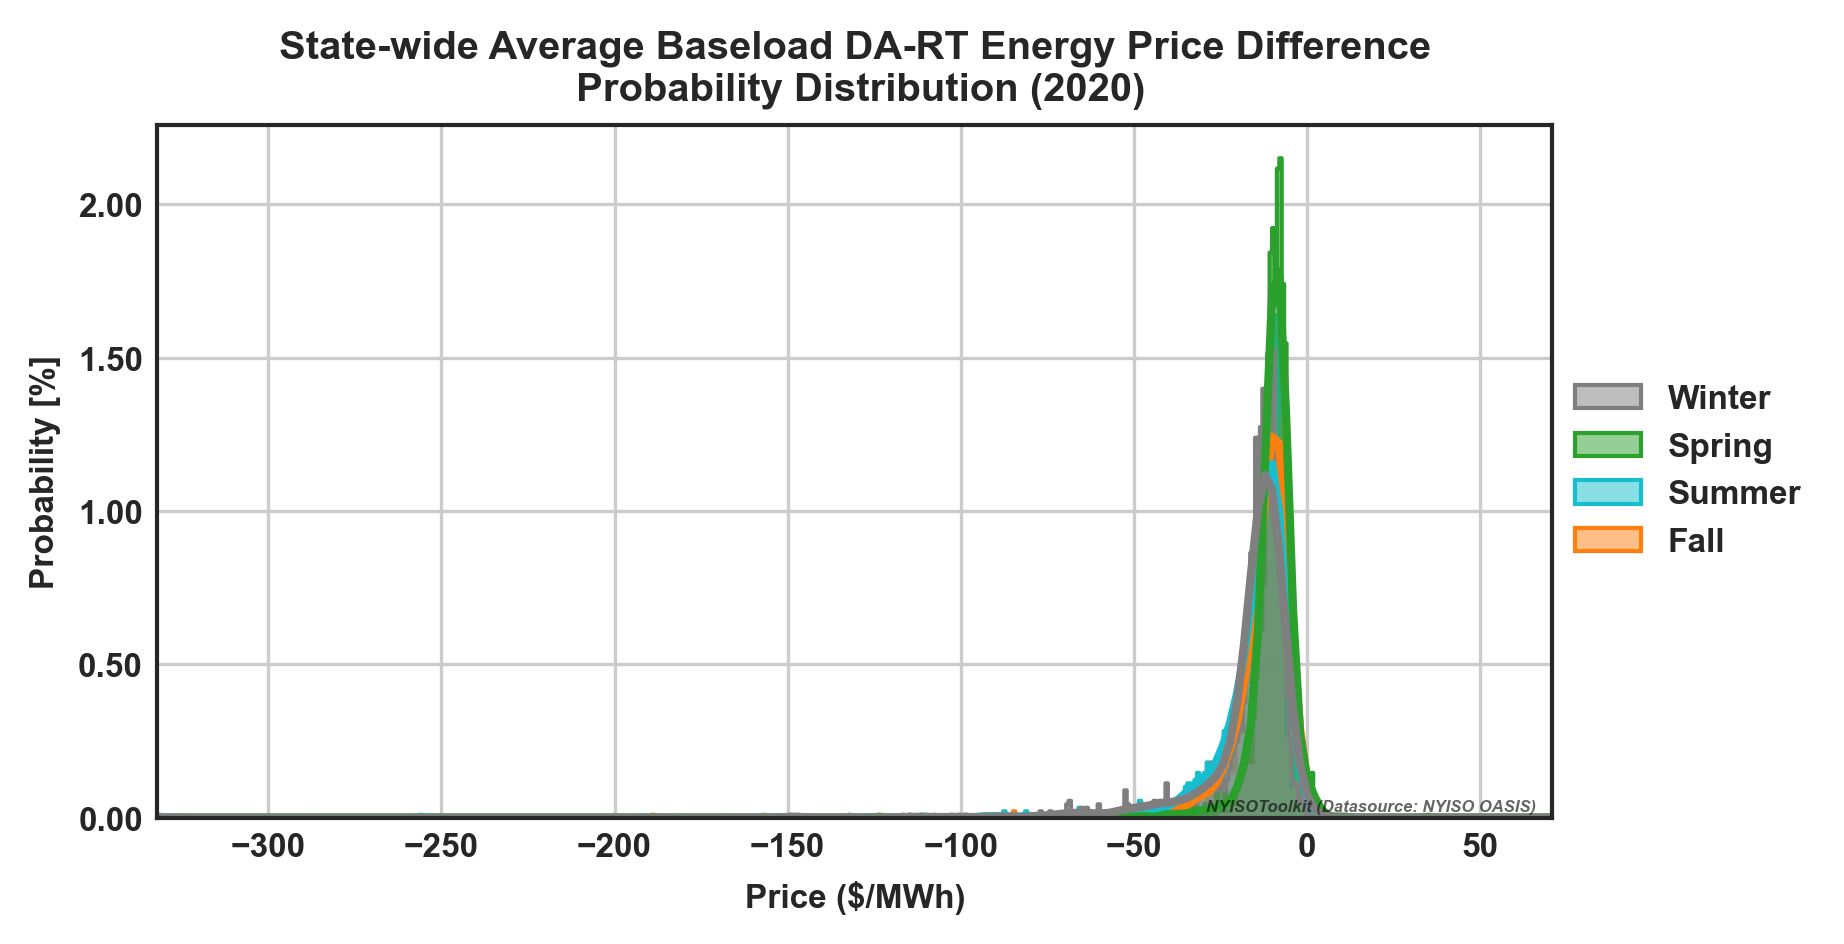 State-wide Average Baseload DA-RT Energy Price Difference
Probability Distribution (2020)
Probability [%]
2.00
1.50
1.00
0.50
0.00
−300
−250
−200
−150
−100
−50
0
50
Price ($/MWh)
Winter
Spring
Summer
Fall
NYISOToolkit (Datasource: NYISO OASIS)